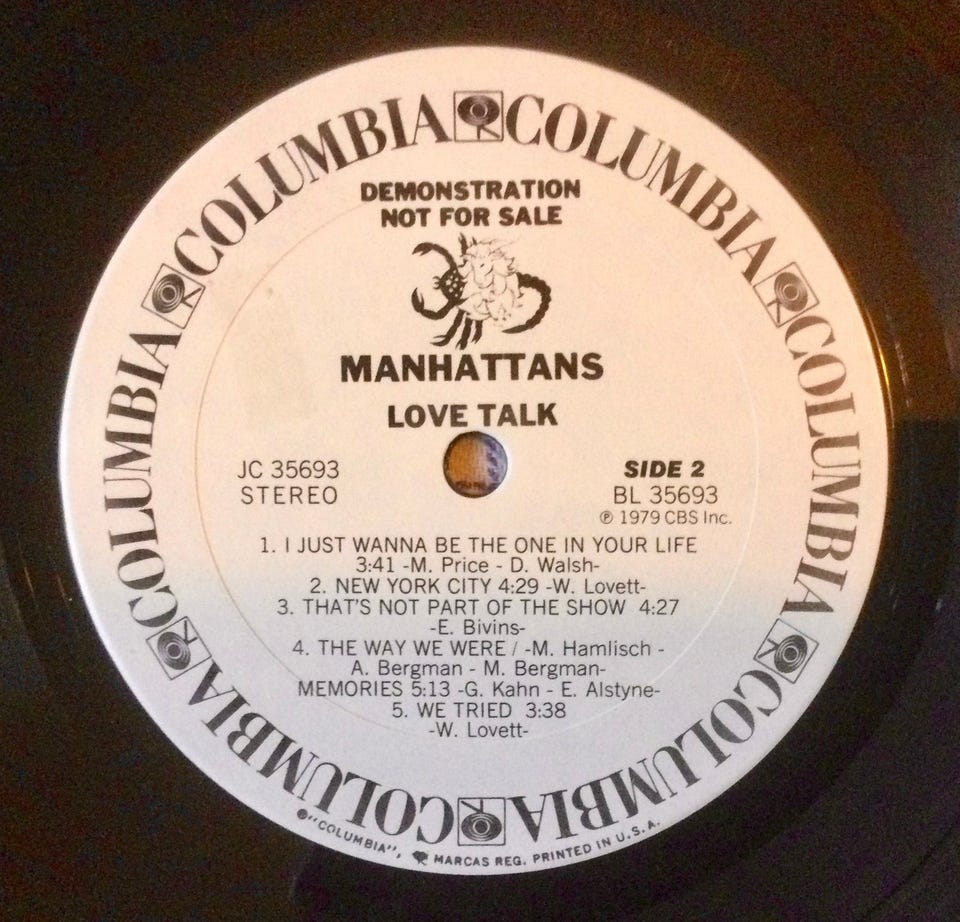 COLUMBIA COLUMBIA COLUMBIA COLUMBIA COLUMBIA COLUMBIA
DEMONSTRATION
NOT FOR SALE
MANHATTANS
LOVE TALK
JC 35693
STEREO
SIDE 2
BL 35693
℗ 1979 CBS Inc.
1. I JUST WANNA BE THE ONE IN YOUR LIFE
3:41 -M. Price - D. Walsh-
2. NEW YORK CITY 4:29 -W. Lovett-
3. THAT'S NOT PART OF THE SHOW 4:27
-E. Bivins-
4. THE WAY WE WERE / -M. Hamlisch -
A. Bergman - M. Bergman-
MEMORIES 5:13 -G. Kahn - E. Alstyne-
5. WE TRIED 3:38
-W. Lovett-
"COLUMBIA", MARCAS REG. PRINTED IN U.S.A.